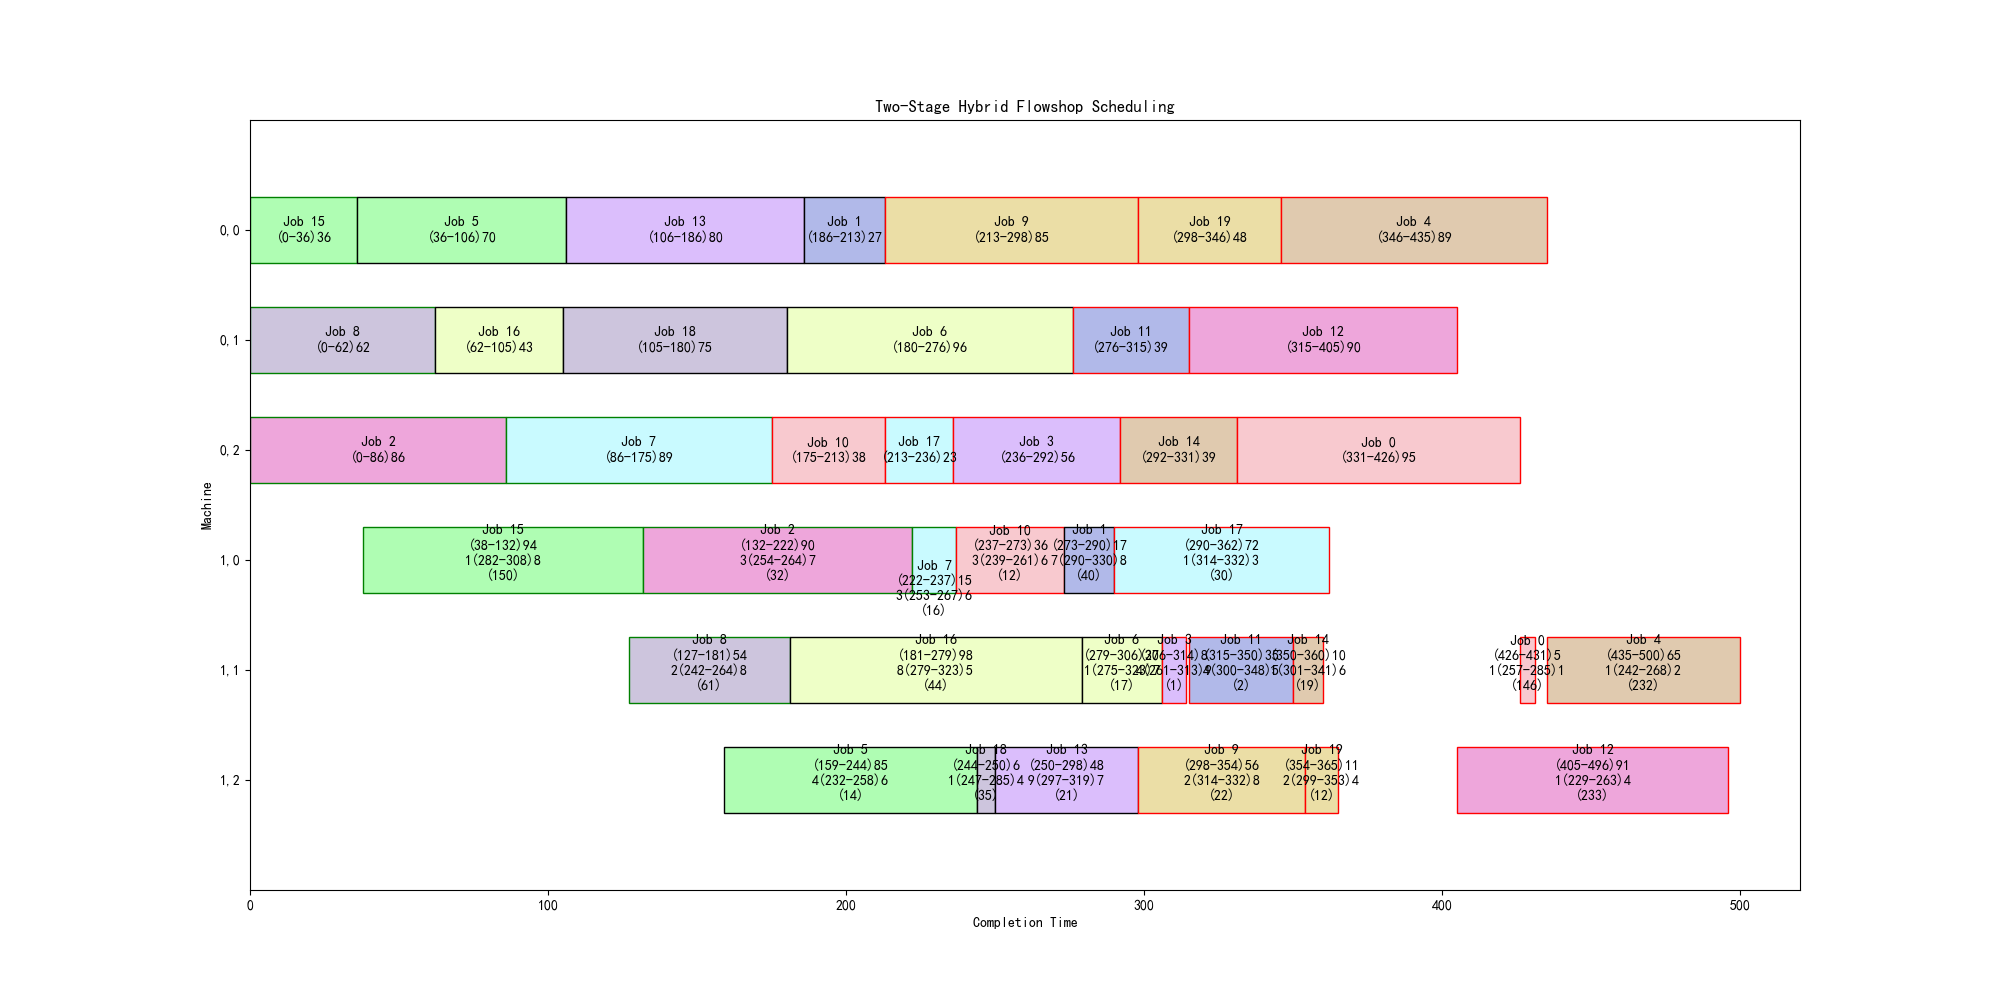 Two-Stage Hybrid Flowshop Scheduling
Machine
0,0
Job 15
(0-36)36
Job 5
(36-106)70
Job 13
(106-186)80
Job 1
(186-213)27
Job 9
(213-298)85
Job 19
(298-346)48
Job 4
(346-435)89
0,1
Job 8
(0-62)62
Job 16
(62-105)43
Job 18
(105-180)75
Job 6
(180-276)96
Job 11
(276-315)39
Job 12
(315-405)90
0,2
Job 2
(0-86)86
Job 7
(86-175)89
Job 10
(175-213)38
Job 17
(213-236)23
Job 3
(236-292)56
Job 14
(292-331)39
Job 0
(331-426)95
1,0
Job 15
(38-132)94
1(282-308)8
(150)
Job 2
(132-222)90
3(254-264)7
(32)
Job 7
(222-237)15
3(253-267)6
(16)
Job 10
(237-273)36
3(239-261)6
(12)
Job 1
(273-290)17
7(290-330)8
(40)
Job 17
(290-362)72
1(314-332)3
(30)
1,1
Job 8
(127-181)54
2(242-264)8
(61)
Job 16
(181-279)98
8(279-323)5
(44)
Job 6
(279-306)27
(17)
Job 3
(306-314)8
(1)
Job 11
(315-350)35
(2)
Job 14
(350-360)10
(301-341)6
(19)
Job 0
(426-431)5
1(257-285)1
(146)
Job 4
(435-500)65
1(242-268)2
(232)
1,2
Job 5
(159-244)85
4(232-258)6
(14)
Job 18
(244-250)6
1(247-285)4
(35)
Job 13
(250-298)48
9(297-319)7
(21)
Job 9
(298-354)56
2(314-332)8
(22)
Job 19
(354-365)11
2(299-353)4
(12)
Job 12
(405-496)91
1(229-263)4
(233)
0
100
200
300
400
500
Completion Time